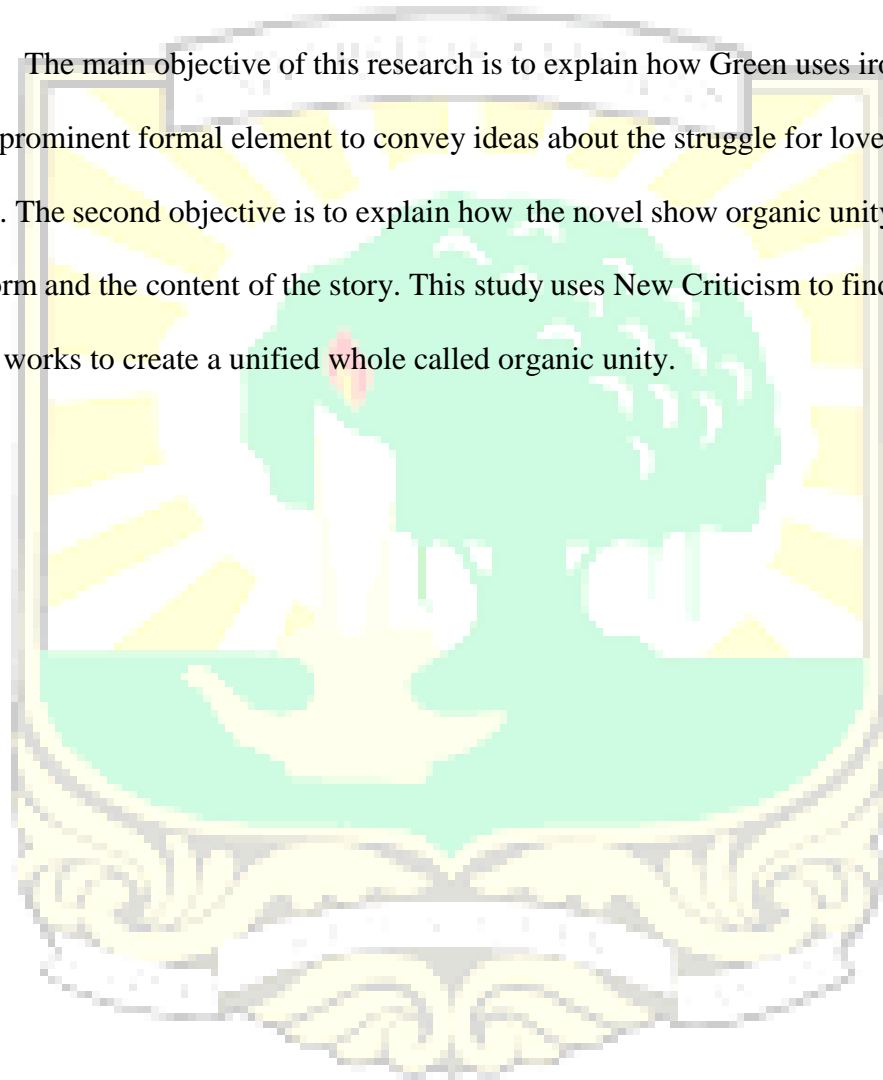 The main objective of this research is to explain how Green uses
prominent formal element to convey ideas about the struggle for love
. The second objective is to explain how the novel show organic unity
and the content of the story. This study uses New Criticism to find
works to create a unified whole called organic unity.